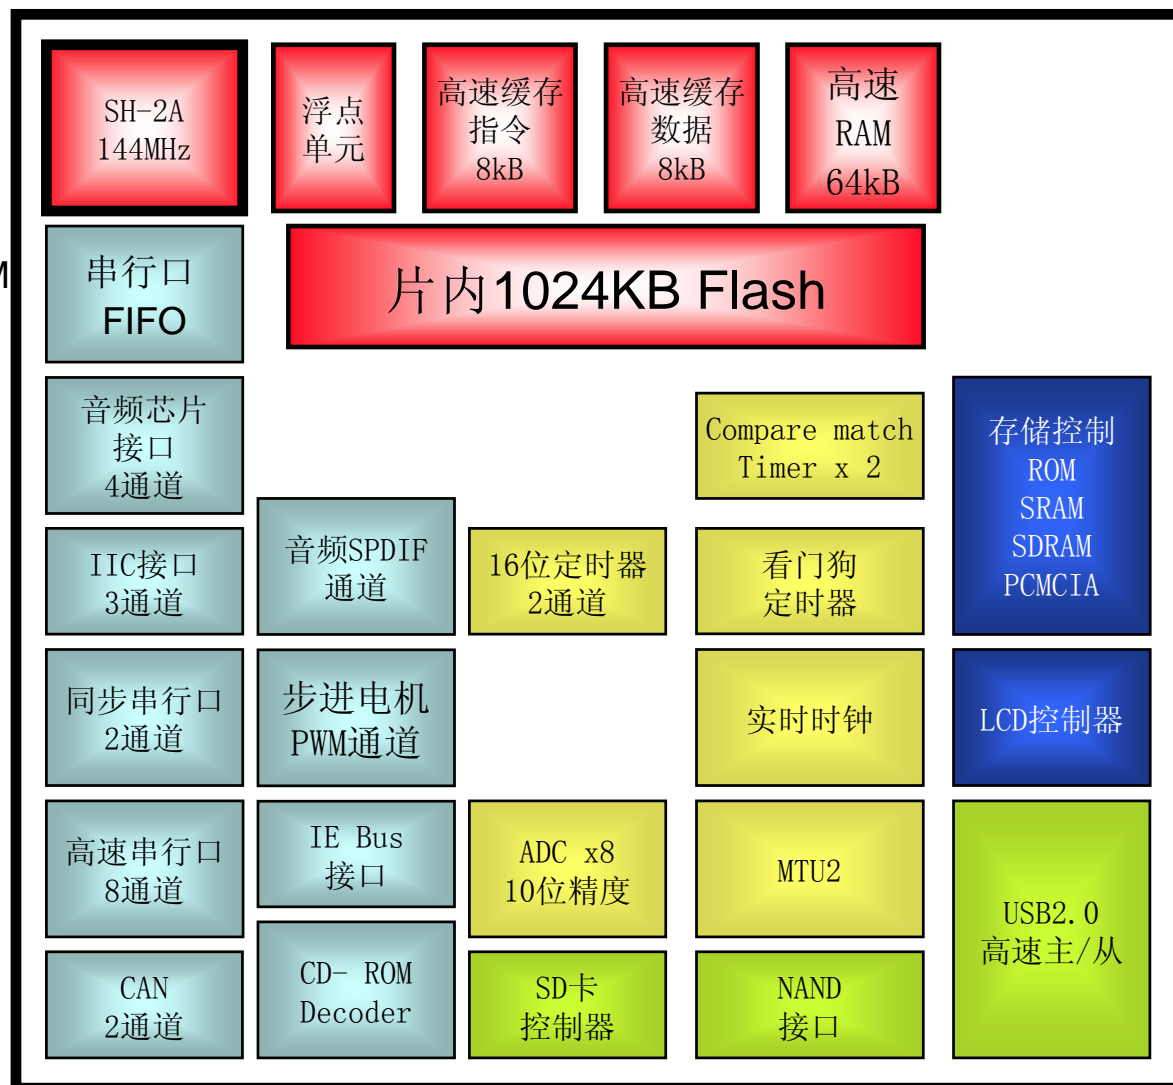 SH-2A
144MHz
浮点
单元
高速缓存
指令
8kB
高速缓存
数据
8kB
高速
RAM
64kB
M
串行口
FIFO
片内1024KB Flash
音频芯片
接口
4通道
Compare match
Timer x 2
存储控制
ROM
SRAM
SDRAM
PCMCIA
IIC接口
3通道
音频SPDIF
通道
16位定时器
2通道
看门狗
定时器
同步串行口
2通道
步进电机
PWM通道
实时时钟
LCD控制器
高速串行口
8通道
IE Bus
接口
ADC x8
10位精度
MTU2
USB2.0
高速主/从
CAN
2通道
CD- ROM
Decoder
SD卡
控制器
NAND
接口